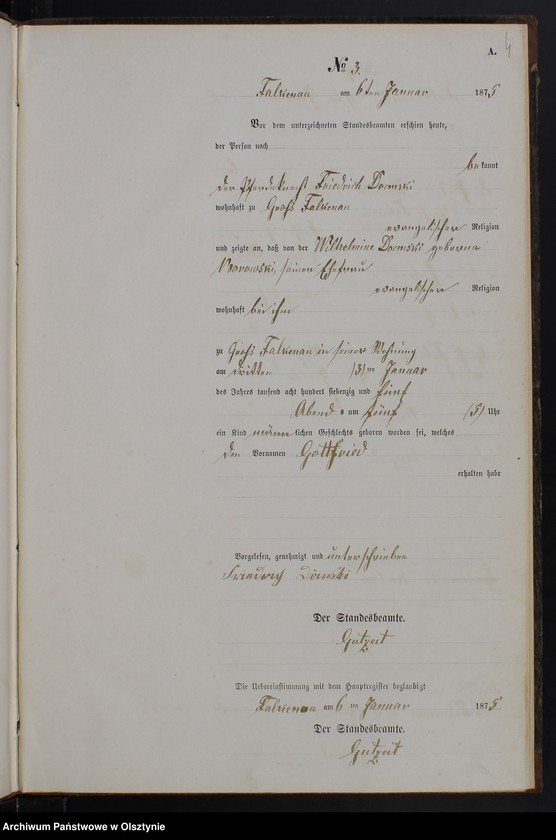 A. 4
No 3.
Falkenau am 6ten Januar 1875
Vor dem unterzeichneten Standesbeamten erschien heute,
der Person nach
bekannt
der Pferdeknecht Friedrich Domski
wohnhaft zu Groß Falkenau
evangelischer Religion
und zeigte an, daß von der Wilhelmine Domski geborene
Borowski, seiner Ehefrau
evangelischer Religion
wohnhaft bei ihm
zu Groß Falkenau in seiner Wohnung
am dritten (3) ten Januar
des Jahres tausend acht hundert siebenzig und fünf
Abends um fünf (5) Uhr
ein Kind männlichen Geschlechts geboren worden sei, welches
den Vornamen Gottfried
erhalten habe
Vorgelesen, genehmigt und unterschrieben
Friedrich Domski
Der Standesbeamte.
Gutzeit
Die Uebereinstimmung mit dem Hauptregister beglaubigt
Falkenau am 6 ten Januar 1875
Der Standesbeamte.
Gutzeit
Archiwum Państwowe w Olsztynie